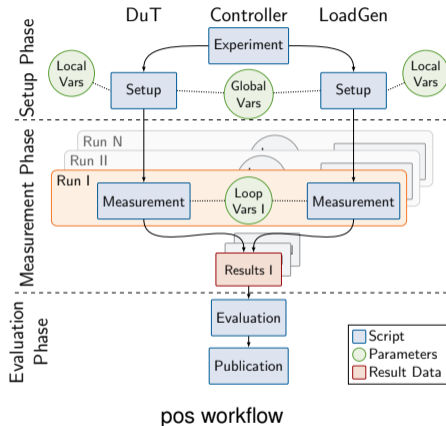 DuT Controller LoadGen
Setup Phase
Experiment
Local
Vars
Setup
Global
Vars
Setup
Local
Vars
Measurement Phase
Run N
Run II
Run I
Measurement
Loop
Vars I
Measurement
Results I
Evaluation
Phase
Evaluation
Publication
Script
Parameters
Result Data
pos workflow